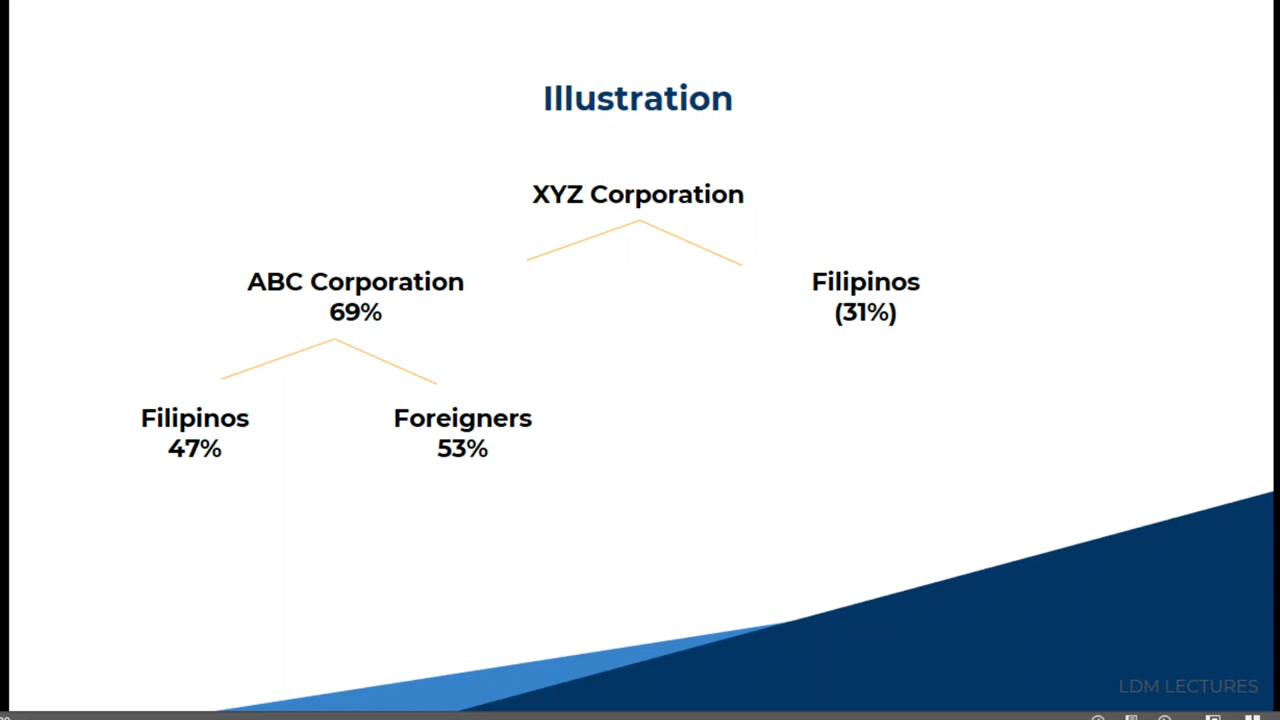 Illustration
XYZ Corporation
ABC Corporation
69%
Filipinos
(31%)
Filipinos
47%
Foreigners
53%
LDM LECTURES